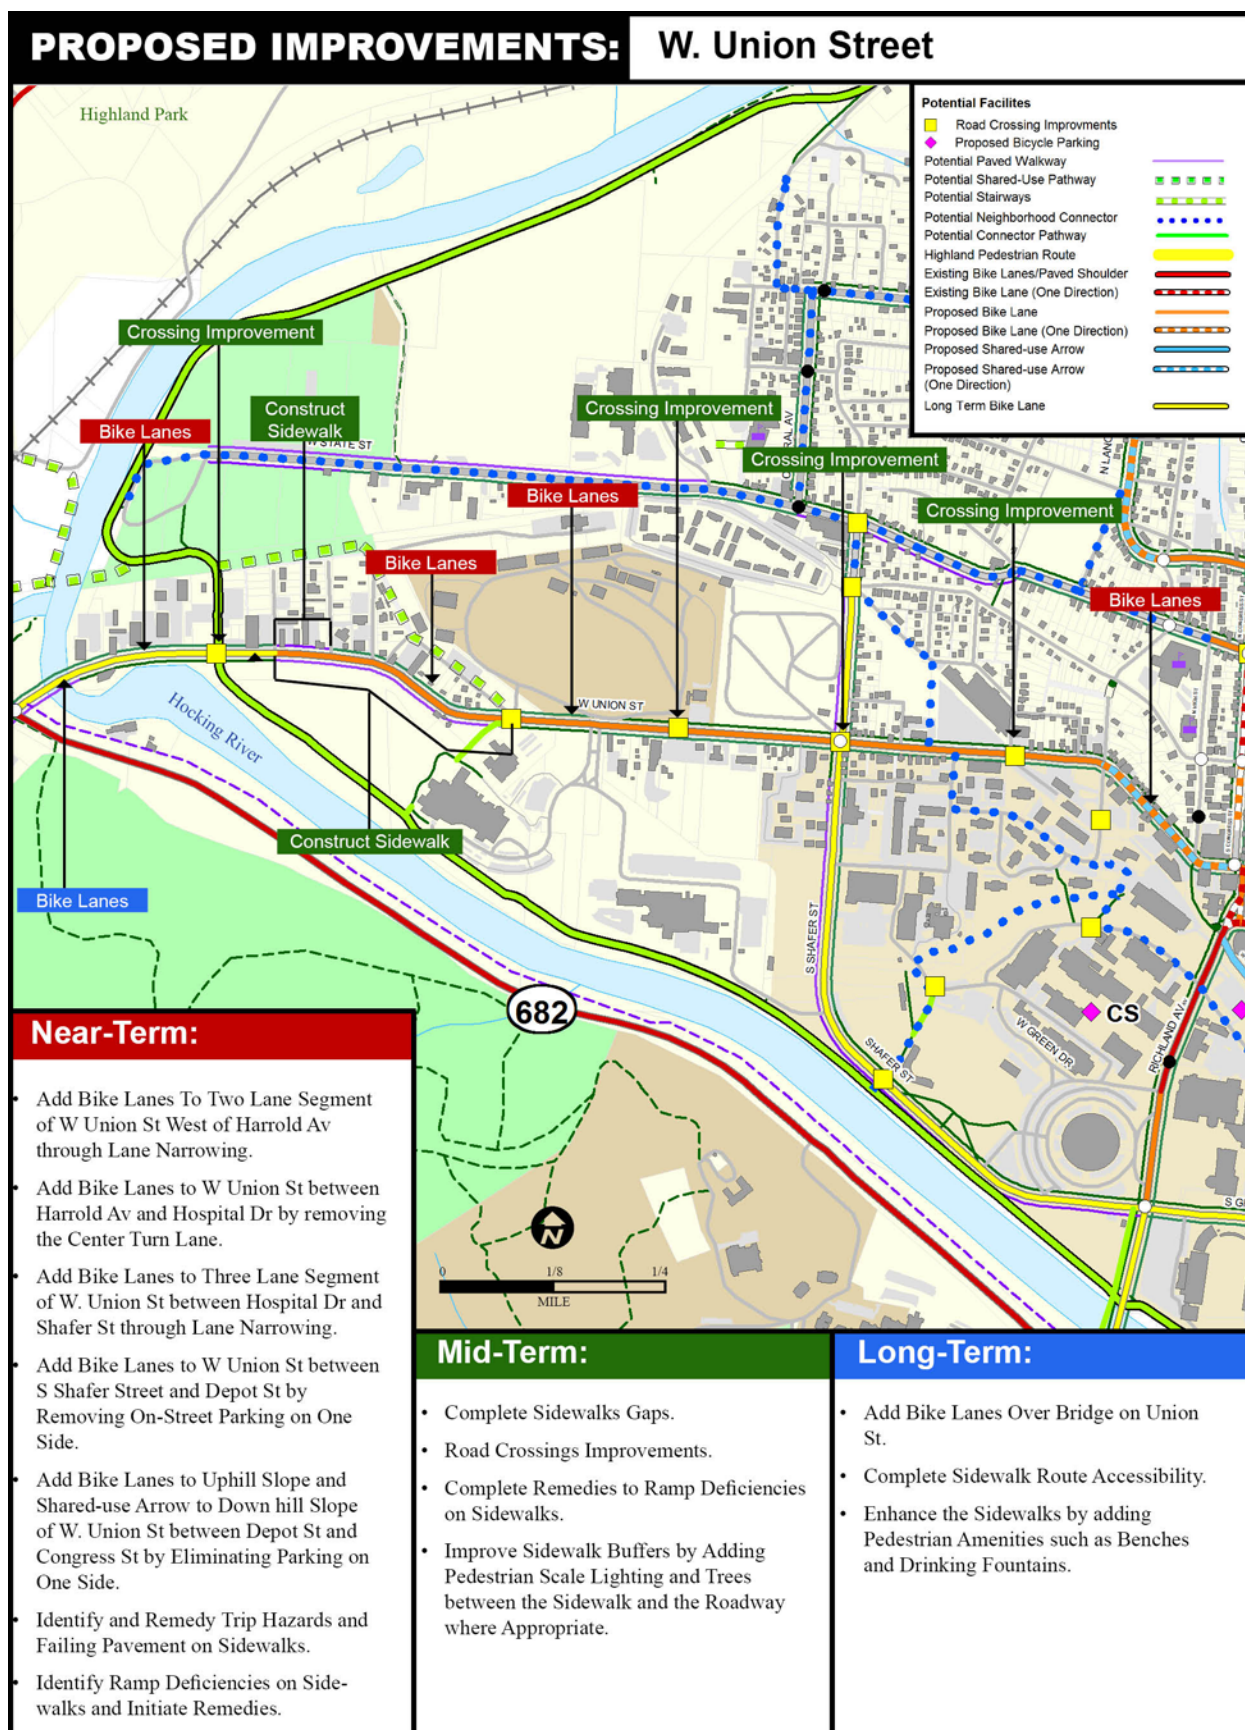 PROPOSED IMPROVEMENTS: W. Union Street
Highland Park
Potential Facilites
Road Crossing Improvments
Proposed Bicycle Parking
Potential Paved Walkway
Potential Shared-Use Pathway
Potential Stairways
Potential Neighborhood Connector
Potential Connector Pathway
Highland Pedestrian Route
Existing Bike Lanes/Paved Shoulder
Existing Bike Lane (One Direction)
Proposed Bike Lane
Proposed Bike Lane (One Direction)
Proposed Shared-use Arrow
Proposed Shared-use Arrow
(One Direction)
Long Term Bike Lane
Crossing Improvement
Construct
Sidewalk
Bike Lanes
W STATE ST
Crossing Improvement
RAL AV
Crossing Improvement
N LANC
Bike Lanes
Crossing Improvement
Bike Lanes
Bike Lanes
W UNION ST
Hocking River
Construct Sidewalk
Bike Lanes
S SHAFER ST
682
CS
W GREEN DR
RICHLAND AV
SHAFER ST
S G
N
0 1/8 1/4
MILE
Near-Term:
• Add Bike Lanes To Two Lane Segment
of W Union St West of Harrold Av
through Lane Narrowing.
• Add Bike Lanes to W Union St between
Harrold Av and Hospital Dr by removing
the Center Turn Lane.
• Add Bike Lanes to Three Lane Segment
of W. Union St between Hospital Dr and
Shafer St through Lane Narrowing.
• Add Bike Lanes to W Union St between
S Shafer Street and Depot St by
Removing On-Street Parking on One
Side.
• Add Bike Lanes to Uphill Slope and
Shared-use Arrow to Down hill Slope
of W. Union St between Depot St and
Congress St by Eliminating Parking on
One Side.
• Identify and Remedy Trip Hazards and
Failing Pavement on Sidewalks.
• Identify Ramp Deficiencies on Side-
walks and Initiate Remedies.
Mid-Term:
• Complete Sidewalks Gaps.
• Road Crossings Improvements.
• Complete Remedies to Ramp Deficiencies
on Sidewalks.
• Improve Sidewalk Buffers by Adding
Pedestrian Scale Lighting and Trees
between the Sidewalk and the Roadway
where Appropriate.
Long-Term:
• Add Bike Lanes Over Bridge on Union
St.
• Complete Sidewalk Route Accessibility.
• Enhance the Sidewalks by adding
Pedestrian Amenities such as Benches
and Drinking Fountains.